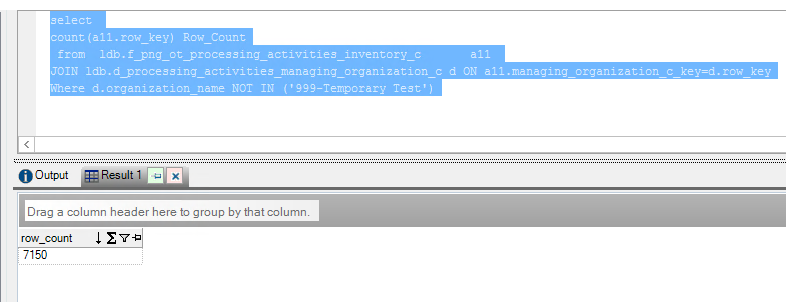 select
count(a11.row_key) Row_Count
from ldb.f_png_ot_processing_activities_inventory_c a11
JOIN ldb.d_processing_activities_managing_organization_c d ON a11.managing_organization_c_key=d.row_key
Where d.organization_name NOT IN ('999-Temporary Test')
Output Result 1
Drag a column header here to group by that column.
row_count
7150